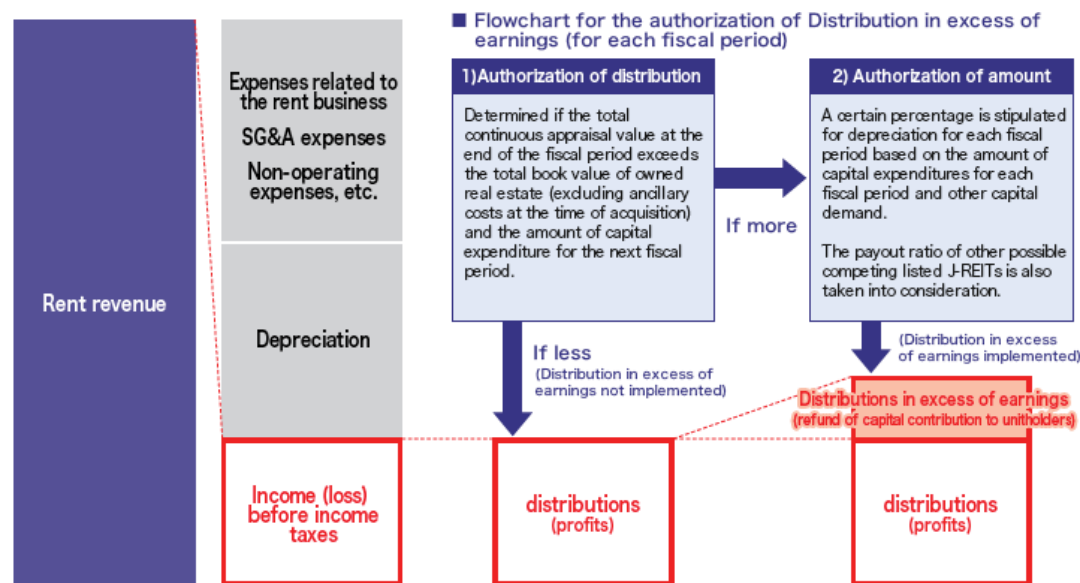 ■ Flowchart for the authorization of Distribution in excess of
earnings (for each fiscal period)
Rent revenue
Expenses related to
the rent business
SG&A expenses
Non-operating
expenses, etc.
Depreciation
Income (loss)
before income
taxes
1)Authorization of distribution
Determined if the total
continuous appraisal value at the
end of the fiscal period exceeds
the total book value of owned
real estate (excluding ancillary
costs at the time of acquisition)
and the amount of capital
expenditure for the next fiscal
period.
If more
2) Authorization of amount
A certain percentage is stipulated
for depreciation for each fiscal
period based on the amount of
capital expenditures for each
fiscal period and other capital
demand.
The payout ratio of other possible
competing listed J-REITs is also
taken into consideration.
If less
(Distribution in excess of
earnings not implemented)
(Distribution in excess
of earnings implemented)
Distributions in excess of earnings
(refund of capital contribution to unitholders)
distributions
(profits)
distributions
(profits)